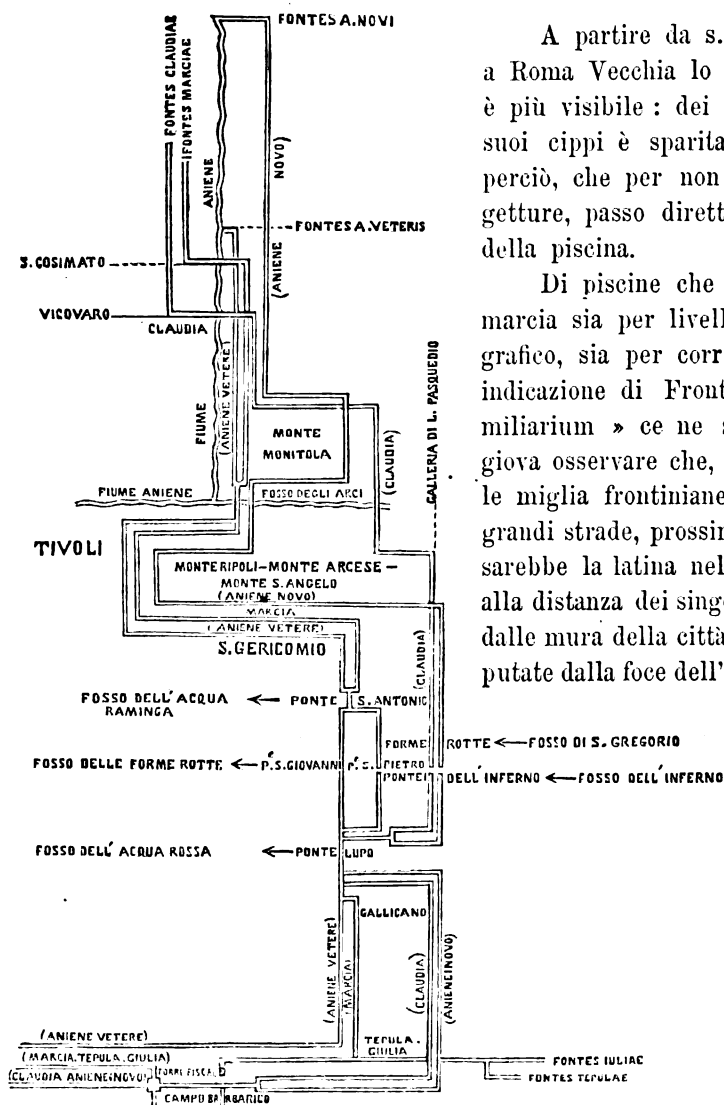 FONTES A. NOVI
FONTES CLAUDIAE
FONTES MARCIAE
ANIENE
NOVO)
(ANIENE
FONTES A. VETERIS
S. COSIMATO
VICOVARO
CLAUDIA
(ANIENE VETERE)
FIUME
MONTE
MONITOLA
(CLAUDIA)
GALLERIA DI L. PASQUEDIO
FIUME ANIENE
FOSSO DEGLI ARCI
TIVOLI
MONTERIPOLI-MONTE ARCESE-
MONTE S. ANGELO
(ANIENE NOVO)
MARCIA
(ANIENE VETERE)
S. GERICOMIO
(CLAUDIA)
FOSSO DELL'ACQUA
RAMINGA
PONTE S. ANTONIO
FORME ROTTE FOSSO DI S. GREGORIO
FOSSO DELLE FORME ROTTE P.e S. GIOVANNI P.e S. PIETRO
PONTEI DELL'INFERNO FOSSO DELL'INFERNO
FOSSO DELL'ACQUA ROSSA PONTE LUPO
GALLICANO
(ANIENE VETERE)
(MARCIA)
(CLAUDIA)
(ANIENE NOVO)
TEPULA.
GIULIA
(ANIENE VETERE)
(MARCIA. TEPULA. GIULIA)
(CLAUDIA ANIENE NOVO)
TORRE FISCALE
CAMPO BARBARICO
FONTES IULIAE
FONTES TEPULAE
A partire da s.
a Roma Vecchia lo
è più visibile : dei
suoi cippi è sparita
perciò, che per non
getture, passo dirett
della piscina.
Di piscine che
marcia sia per livell
grafico, sia per corr
indicazione di Front
miliarium » ce ne
giova osservare che,
le miglia frontiniane
grandi strade, prossin
sarebbe la latina nel
alla distanza dei singo
dalle mura della città
putate dalla foce dell'